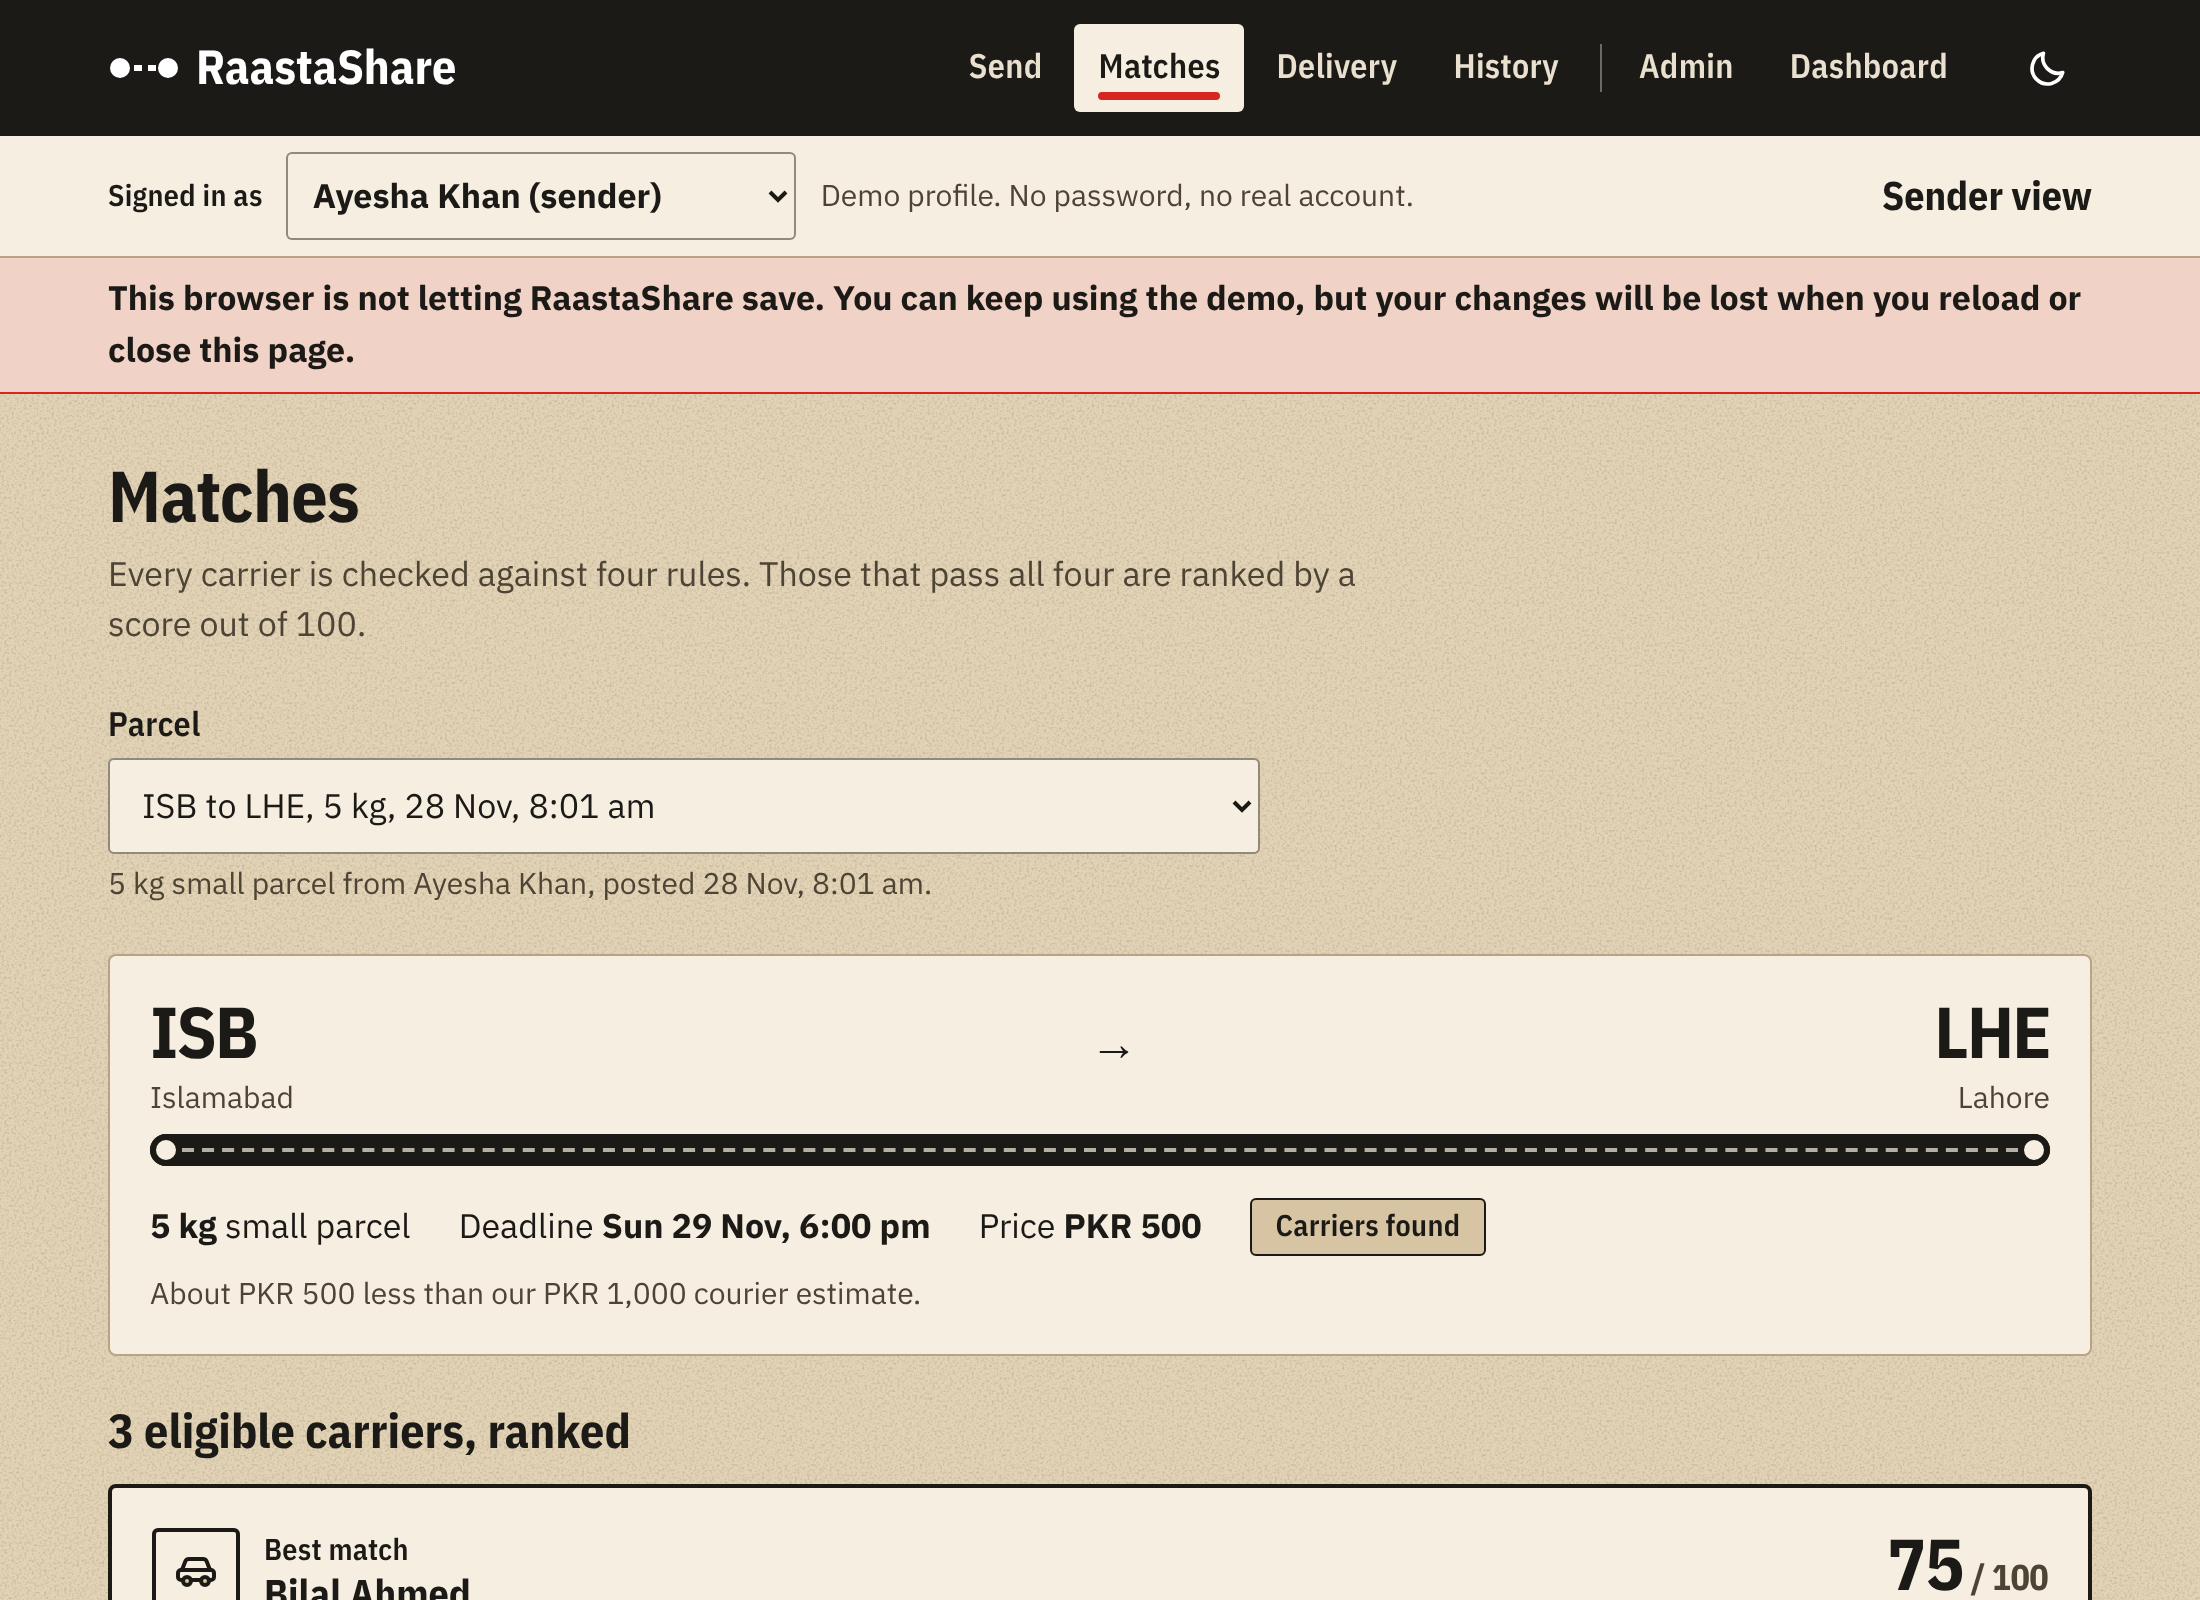 RaastaShare
Send Matches Delivery History Admin Dashboard
Signed in as Ayesha Khan (sender) Demo profile. No password, no real account. Sender view
This browser is not letting RaastaShare save. You can keep using the demo, but your changes will be lost when you reload or
close this page.
Matches
Every carrier is checked against four rules. Those that pass all four are ranked by a
score out of 100.
Parcel
ISB to LHE, 5 kg, 28 Nov, 8:01 am
5 kg small parcel from Ayesha Khan, posted 28 Nov, 8:01 am.
ISB → LHE
Islamabad Lahore
5 kg small parcel Deadline Sun 29 Nov, 6:00 pm Price PKR 500 Carriers found
About PKR 500 less than our PKR 1,000 courier estimate.
3 eligible carriers, ranked
Best match
Bilal Ahmed
75 / 100